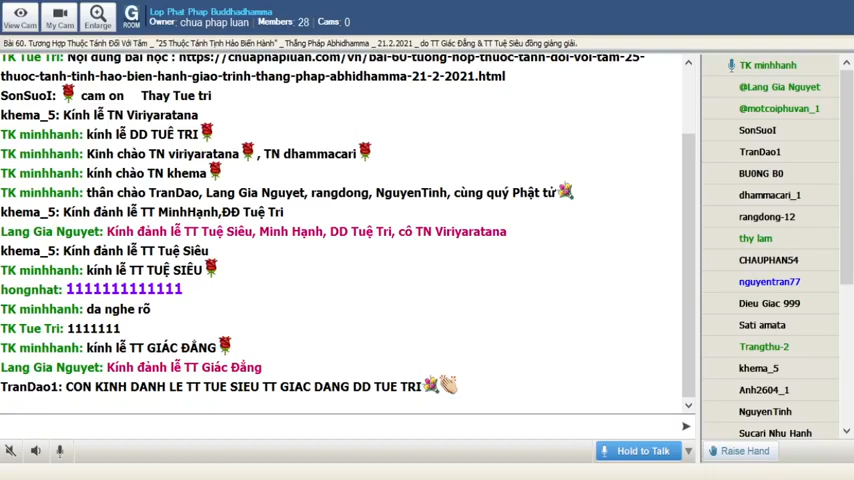 Lop Phat Phap Buddhadhamma
Owner: chua phap luan Members: 28 Cams: 0
View Cam
My Cam
Enlarge
G
ROOM
Bài 60. Tương Hợp Thuộc Tánh Đối Với Tâm _ "25 Thuộc Tánh Tịnh Hảo Biến Hành" _ Thắng Pháp Abhidhamma _ 21.2.2021 _ do TT Giác Đẳng & TT Tuệ Siêu đồng giảng giải.
TK Tue Tri: Nội dung bài học : https://chuaphapluan.com/vn/bai-60-tuong-hop-thuoc-tanh-doi-voi-tam-25-
thuoc-tanh-tinh-hao-bien-hanh-giao-trinh-thang-phap-abhidhamma-21-2-2021.html
SonSuoI: cam on Thay Tue tri
khema_5: Kính lễ TN Viriyaratana
TK minhhanh: kính lễ DD TUÊ TRI
TK minhhanh: Kinh chào TN viriyaratana , TN dhammacari
TK minhhanh: kính chào TN khema
TK minhhanh: thân chào TranDao, Lang Gia Nguyet, rangdong, NguyenTinh, cùng quý Phật tử
khema_5: Kính đảnh lễ TT MinhHạnh,ĐĐ Tuệ Trí
Lang Gia Nguyet: Kính đảnh lễ TT Tuệ Siêu, Minh Hạnh, DD Tuệ Trị, cô TN Viriyaratana
khema_5: Kính đảnh lễ TT Tuệ Siêu
TK minhhanh: kính lễ TT TUỆ SIÊU
hongnhat: 1111111111111
TK minhhanh: da nghe rõ
TK Tue Tri: 1111111
TK minhhanh: kính lễ TT GIÁC ĐẲNG
Lang Gia Nguyet: Kính đảnh lễ TT Giác Đẳng
TranDao1: CON KINH DANH LE TT TUE SIEU TT GIAC DANG DD TUE TRI
Hold to Talk
Raise Hand
TK minhhanh
@Lang Gia Nguyet
@motcoiphuvan_1
SonSuoI
TranDao1
BU0NG B0
dhammacari_1
rangdong-12
thy lam
CHAUPHAN54
nguyentran77
Dieu Giac 999
Sati amata
Trangthu-2
khema_5
Anh2604_1
NguyenTinh
Sucari Nhu Hanh